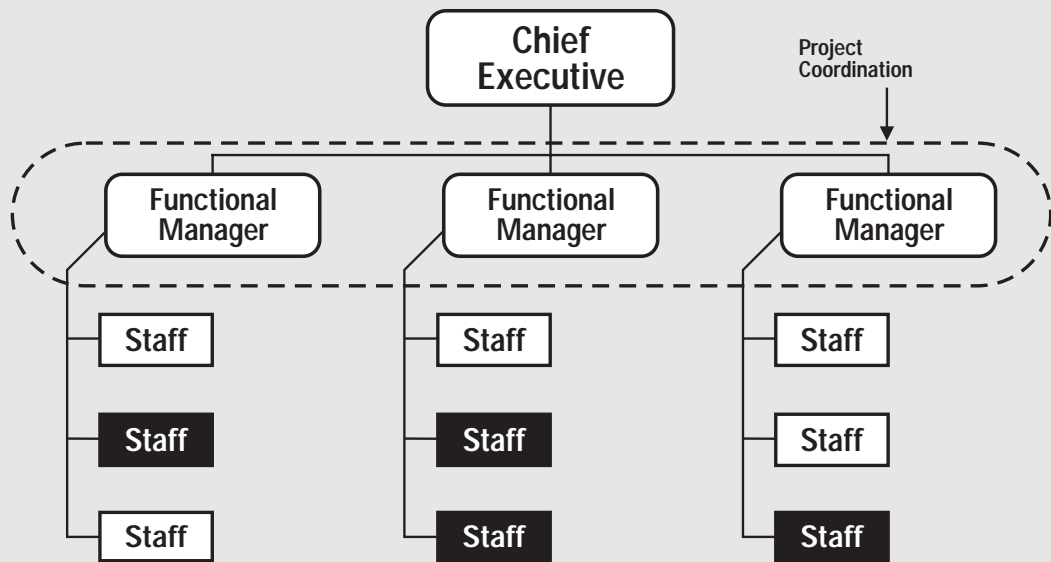 Chief
Executive
Project
Coordination
Functional
Manager
Functional
Manager
Functional
Manager
Staff
Staff
Staff
Staff
Staff
Staff
Staff
Staff
Staff